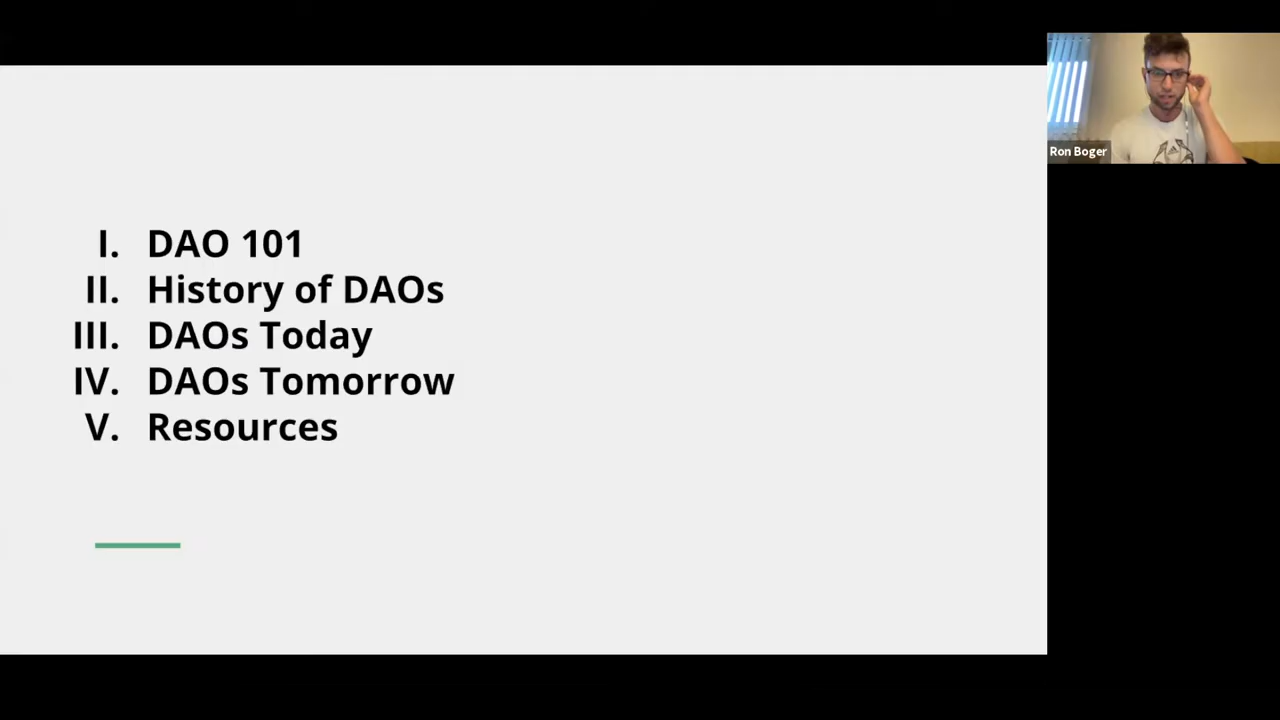 I. DAO 101
II. History of DAOs
III. DAOs Today
IV. DAOs Tomorrow
V. Resources
Ron Boger